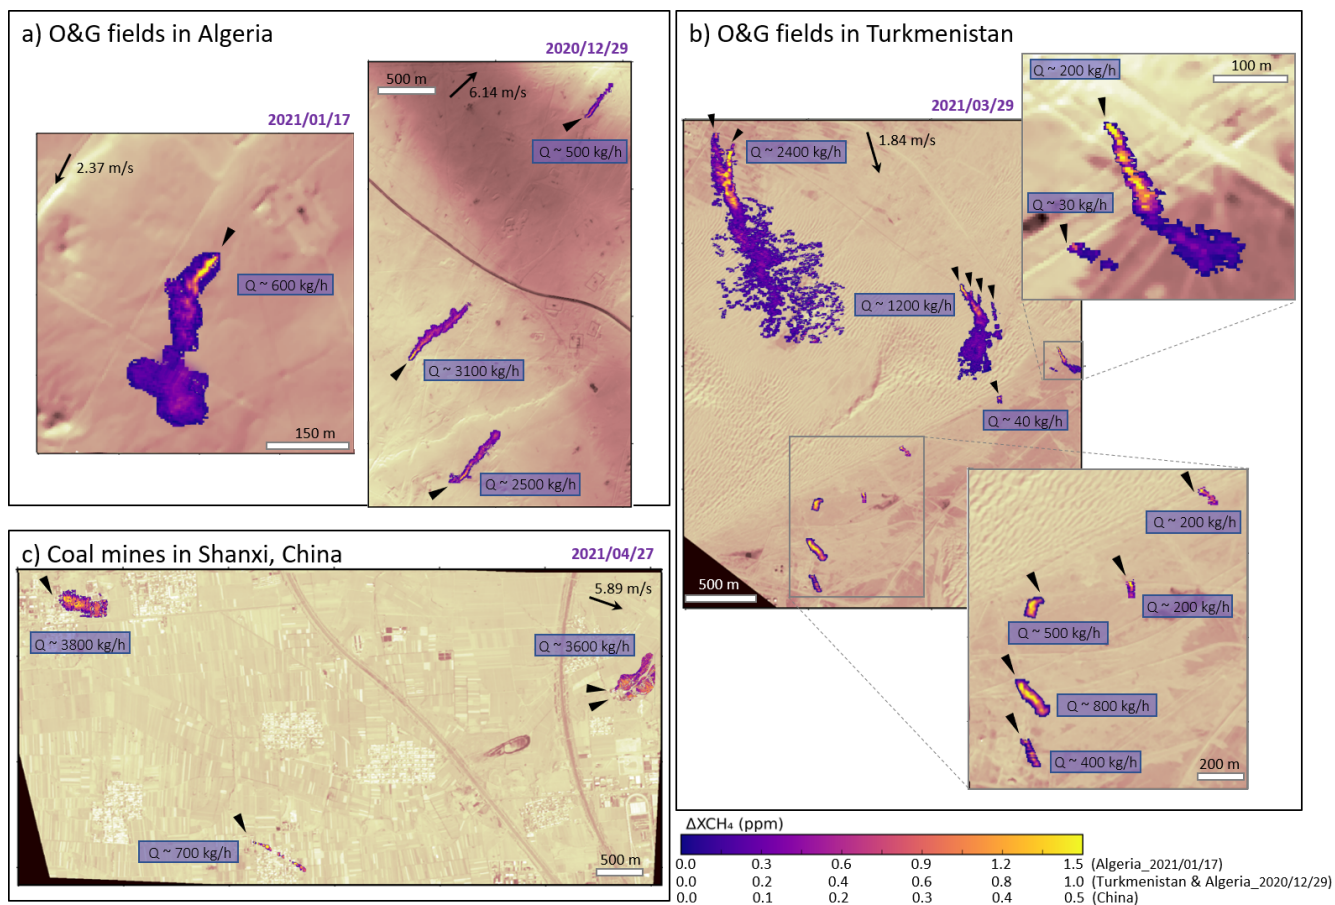 a) O&G fields in Algeria
2021/01/17
2.37 m/s
Q ~ 600 kg/h
150 m
2020/12/29
500 m
6.14 m/s
Q ~ 500 kg/h
Q ~ 3100 kg/h
Q ~ 2500 kg/h
b) O&G fields in Turkmenistan
2021/03/29
Q ~ 2400 kg/h
1.84 m/s
Q ~ 1200 kg/h
Q ~ 40 kg/h
500 m
Q ~ 200 kg/h
100 m
Q ~ 30 kg/h
Q ~ 200 kg/h
Q ~ 200 kg/h
Q ~ 500 kg/h
Q ~ 800 kg/h
Q ~ 400 kg/h
200 m
c) Coal mines in Shanxi, China
2021/04/27
5.89 m/s
Q ~ 3800 kg/h
Q ~ 3600 kg/h
Q ~ 700 kg/h
500 m
ΔXCH₄ (ppm)
0.0 0.3 0.6 0.9 1.2 1.5 (Algeria_2021/01/17)
0.0 0.2 0.4 0.6 0.8 1.0 (Turkmenistan & Algeria_2020/12/29)
0.0 0.1 0.2 0.3 0.4 0.5 (China)